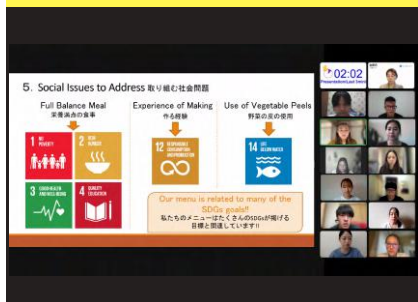 02:02
5. Social Issues to Address 取り組む社会問題
Full Balance Meal
栄養満点の食事
Experience of Making
作る経験
Use of Vegetable Peels
野菜の皮の使用
1 NO POVERTY
2 ZERO HUNGER
12 RESPONSIBLE CONSUMPTION AND PRODUCTION
14 LIFE BELOW WATER
3 GOOD HEALTH AND WELL-BEING
4 QUALITY EDUCATION
Our menu is related to many of the
SDGs goals!!
私たちのメニューはたくさんのSDGsが掲げる
目標と関連しています!!